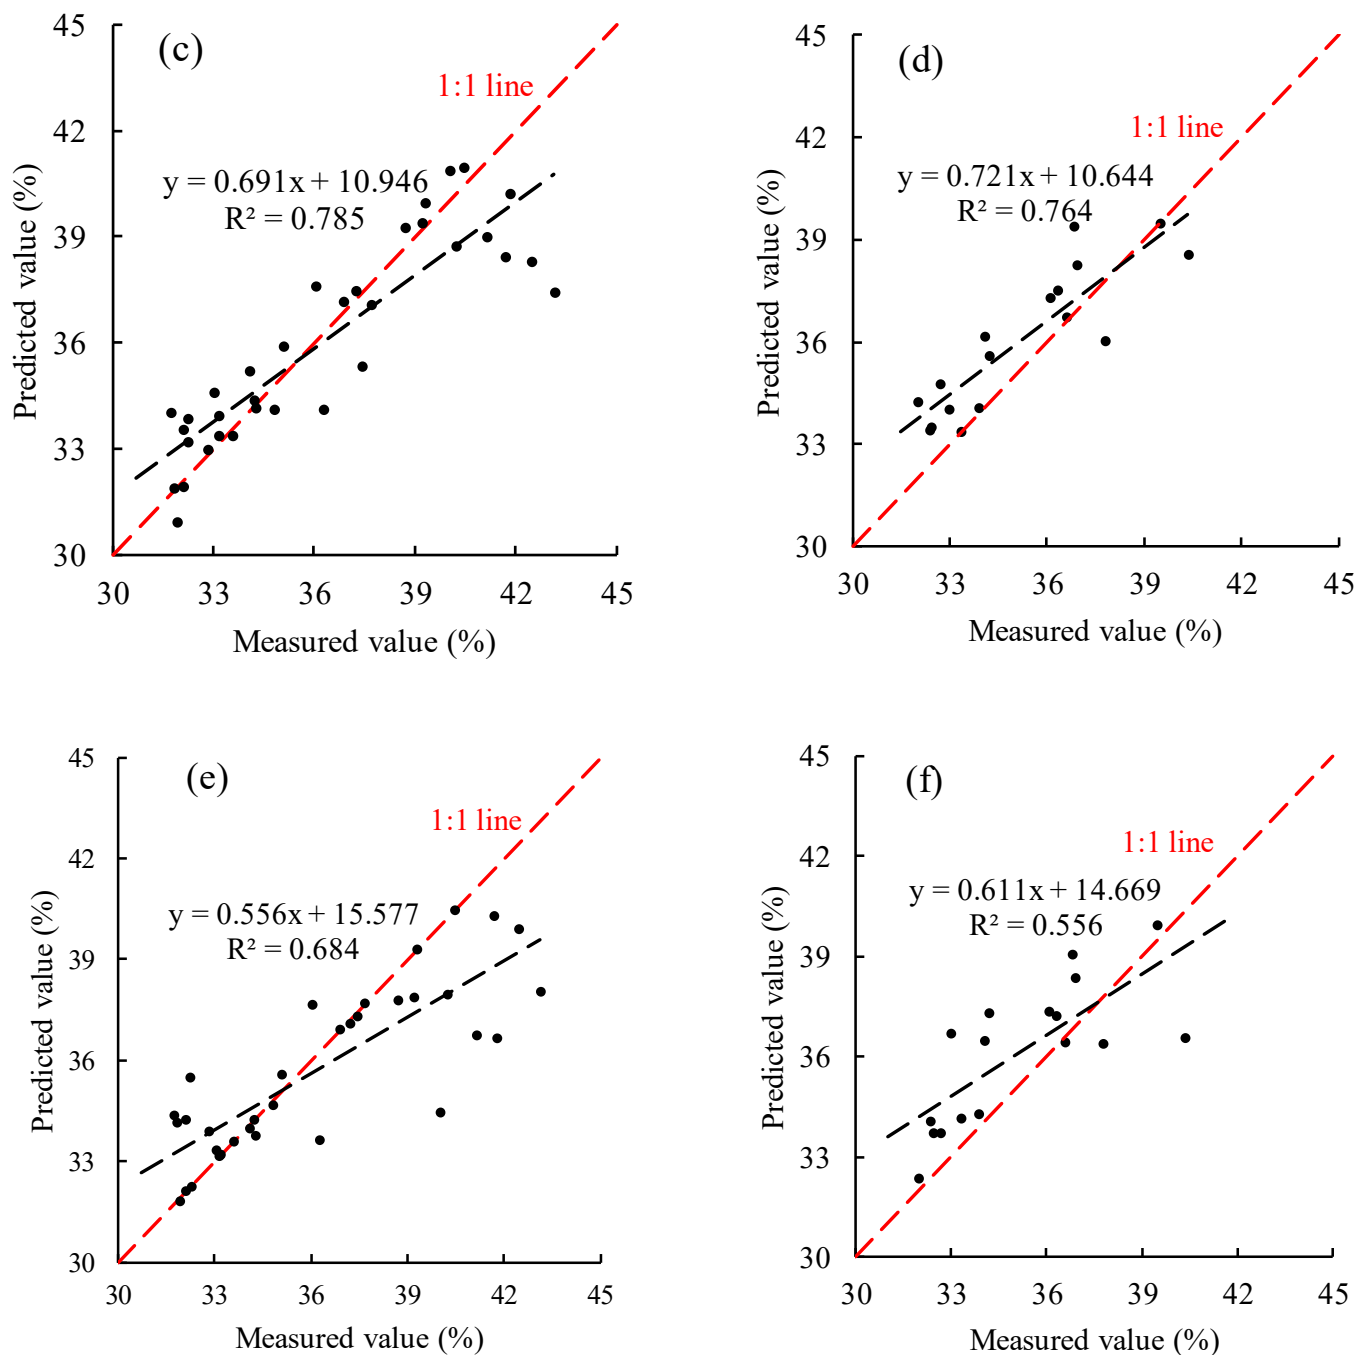 (c)
1:1 line
y = 0.691x + 10.946
R² = 0.785
Predicted value (%)
45
42
39
36
33
30
30 33 36 39 42 45
Measured value (%)
(d)
1:1 line
y = 0.721x + 10.644
R² = 0.764
Predicted value (%)
45
42
39
36
33
30
30 33 36 39 42 45
Measured value (%)
(e)
1:1 line
y = 0.556x + 15.577
R² = 0.684
Predicted value (%)
45
42
39
36
33
30
30 33 36 39 42 45
Measured value (%)
(f)
1:1 line
y = 0.611x + 14.669
R² = 0.556
Predicted value (%)
45
42
39
36
33
30
30 33 36 39 42 45
Measured value (%)